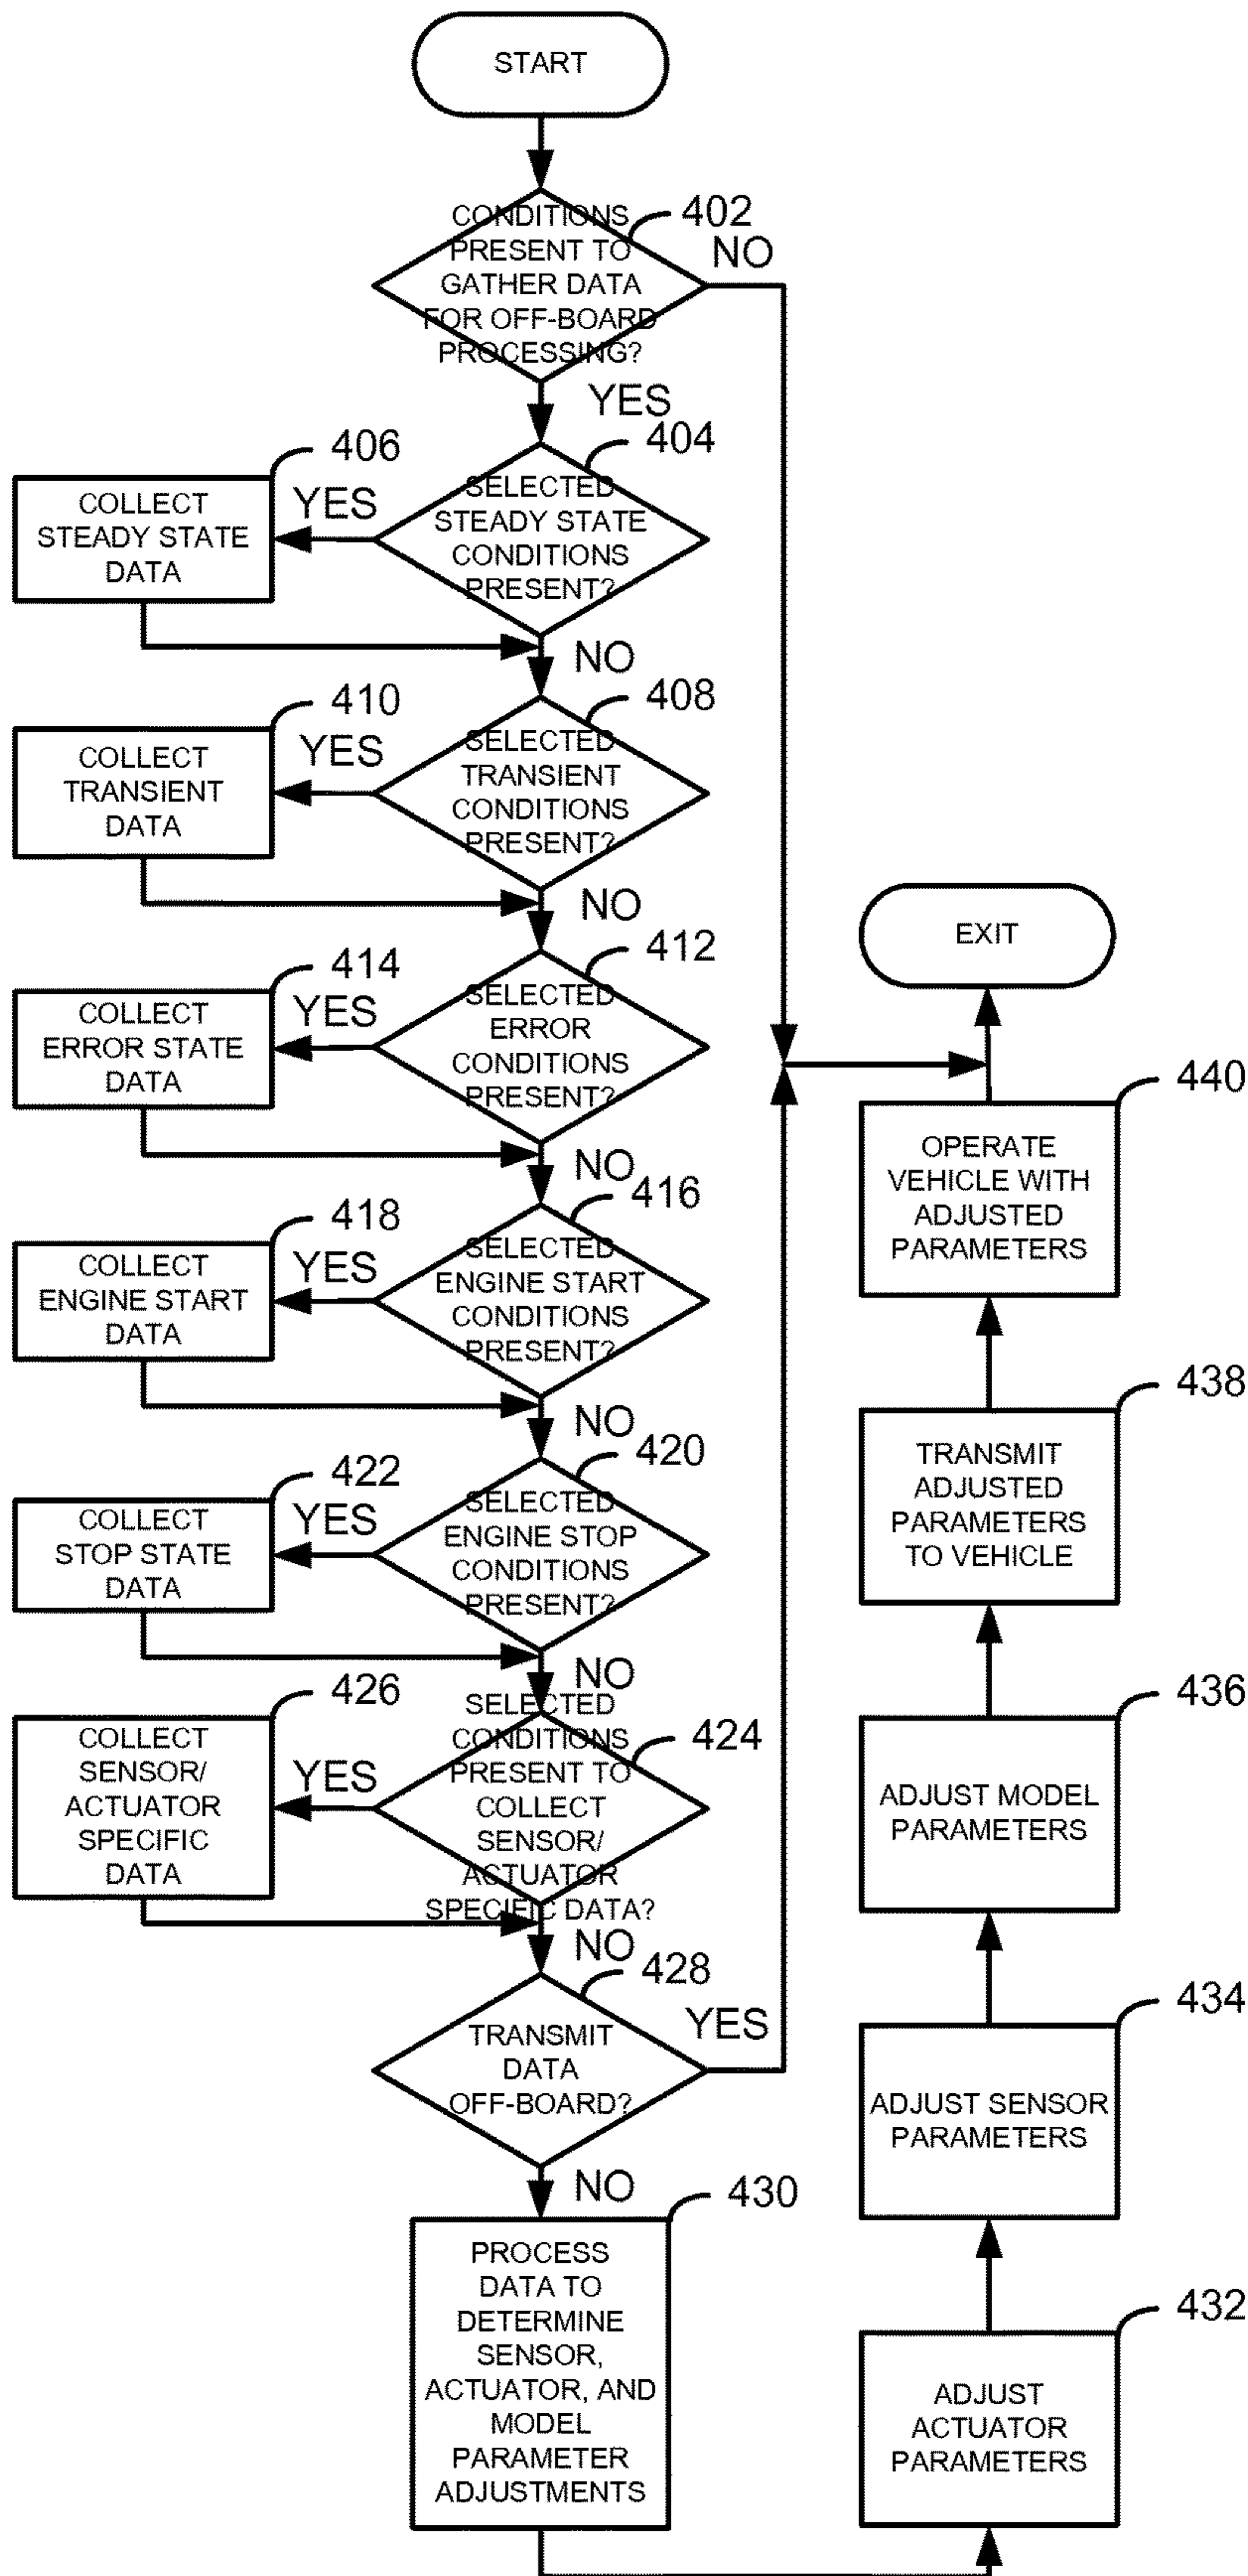 START
402
CONDITIONS
PRESENT TO
GATHER DATA
FOR OFF-BOARD
PROCESSING?
NO
YES
404
SELECTED
STEADY STATE
CONDITIONS
PRESENT?
YES
406
COLLECT
STEADY STATE
DATA
NO
408
SELECTED
TRANSIENT
CONDITIONS
PRESENT?
YES
410
COLLECT
TRANSIENT
DATA
NO
412
SELECTED
ERROR
CONDITIONS
PRESENT?
YES
414
COLLECT
ERROR STATE
DATA
NO
416
SELECTED
ENGINE START
CONDITIONS
PRESENT?
YES
418
COLLECT
ENGINE START
DATA
NO
420
SELECTED
ENGINE STOP
CONDITIONS
PRESENT?
YES
422
COLLECT
STOP STATE
DATA
NO
424
SELECTED
CONDITIONS
PRESENT TO
COLLECT
SENSOR/
ACTUATOR
SPECIFIC DATA?
YES
426
COLLECT
SENSOR/
ACTUATOR
SPECIFIC
DATA
NO
428
TRANSMIT
DATA
OFF-BOARD?
YES
NO
430
PROCESS
DATA TO
DETERMINE
SENSOR,
ACTUATOR, AND
MODEL
PARAMETER
ADJUSTMENTS
432
ADJUST
ACTUATOR
PARAMETERS
434
ADJUST SENSOR
PARAMETERS
436
ADJUST MODEL
PARAMETERS
438
TRANSMIT
ADJUSTED
PARAMETERS
TO VEHICLE
440
OPERATE
VEHICLE WITH
ADJUSTED
PARAMETERS
EXIT